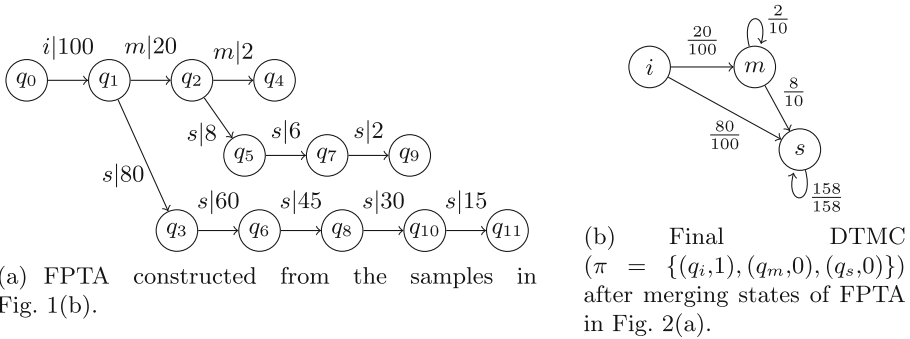 i|100 m|20 m|2
q0 q1 q2 q4
s|8 s|6 s|2
q5 q7 q9
s|80
s|60 s|45 s|30 s|15
q3 q6 q8 q10 q11
(a) FPTA constructed from the samples in
Fig. 1(b).
2/10
20/100
i m
8/10
80/100
s
158/158
(b) Final DTMC
(π = {(qi,1), (qm,0), (qs,0)})
after merging states of FPTA
in Fig. 2(a).